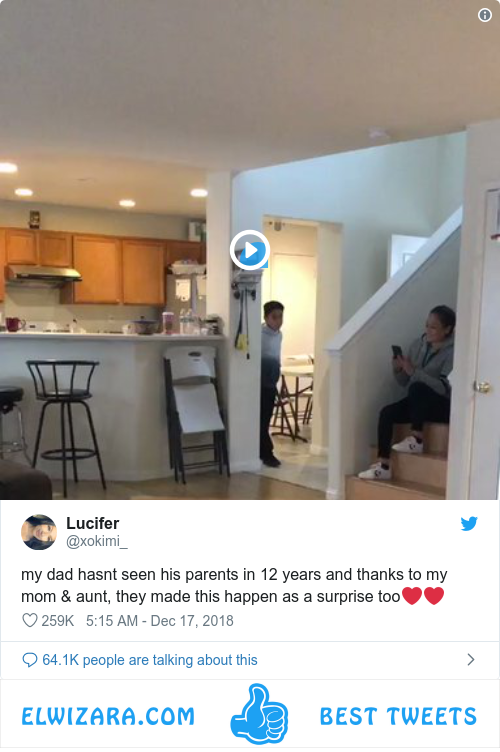 Lucifer
@xokimi_
my dad hasnt seen his parents in 12 years and thanks to my
mom & aunt, they made this happen as a surprise too❤️❤️
259K 5:15 AM - Dec 17, 2018
64.1K people are talking about this
ELWIZARA.COM BEST TWEETS